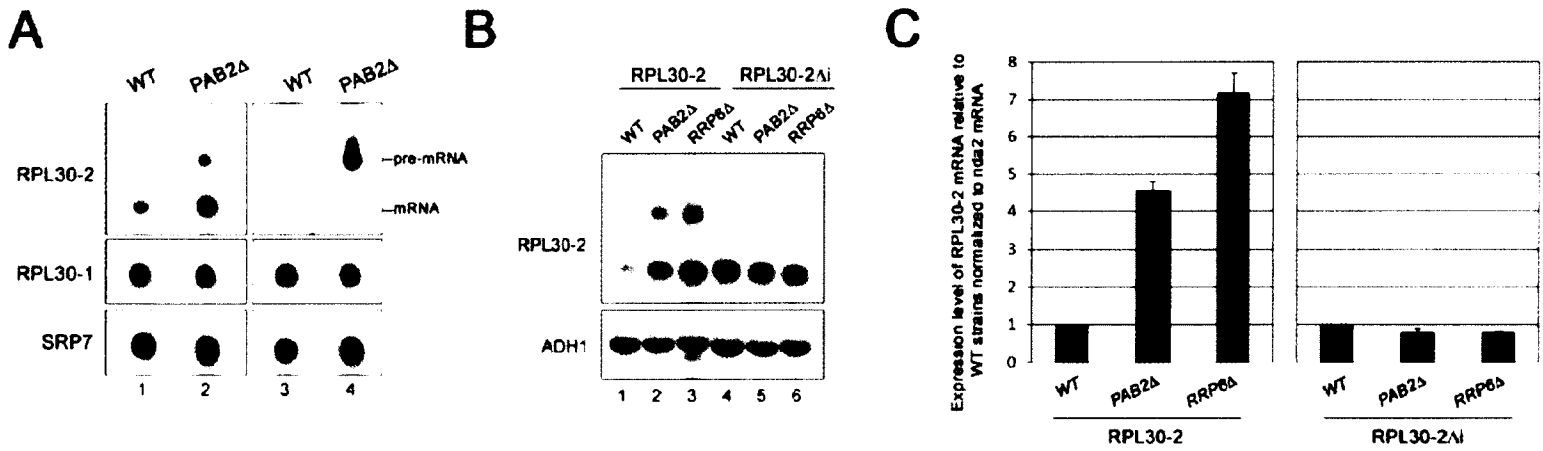 A
WT PAB2Δ WT PAB2Δ
RPL30-2
pre-mRNA
mRNA
RPL30-1
SRP7
1 2 3 4
B
RPL30-2 RPL30-2Δi
WT PAB2Δ RRP6Δ WT PAB2Δ RRP6Δ
RPL30-2
ADH1
1 2 3 4 5 6
C
Expression level of RPL30-2 mRNA relative to
WT strains normalized to nda2 mRNA
8
7
6
5
4
3
2
1
0
WT PAB2Δ RRP6Δ WT PAB2Δ RRP6Δ
RPL30-2 RPL30-2Δi